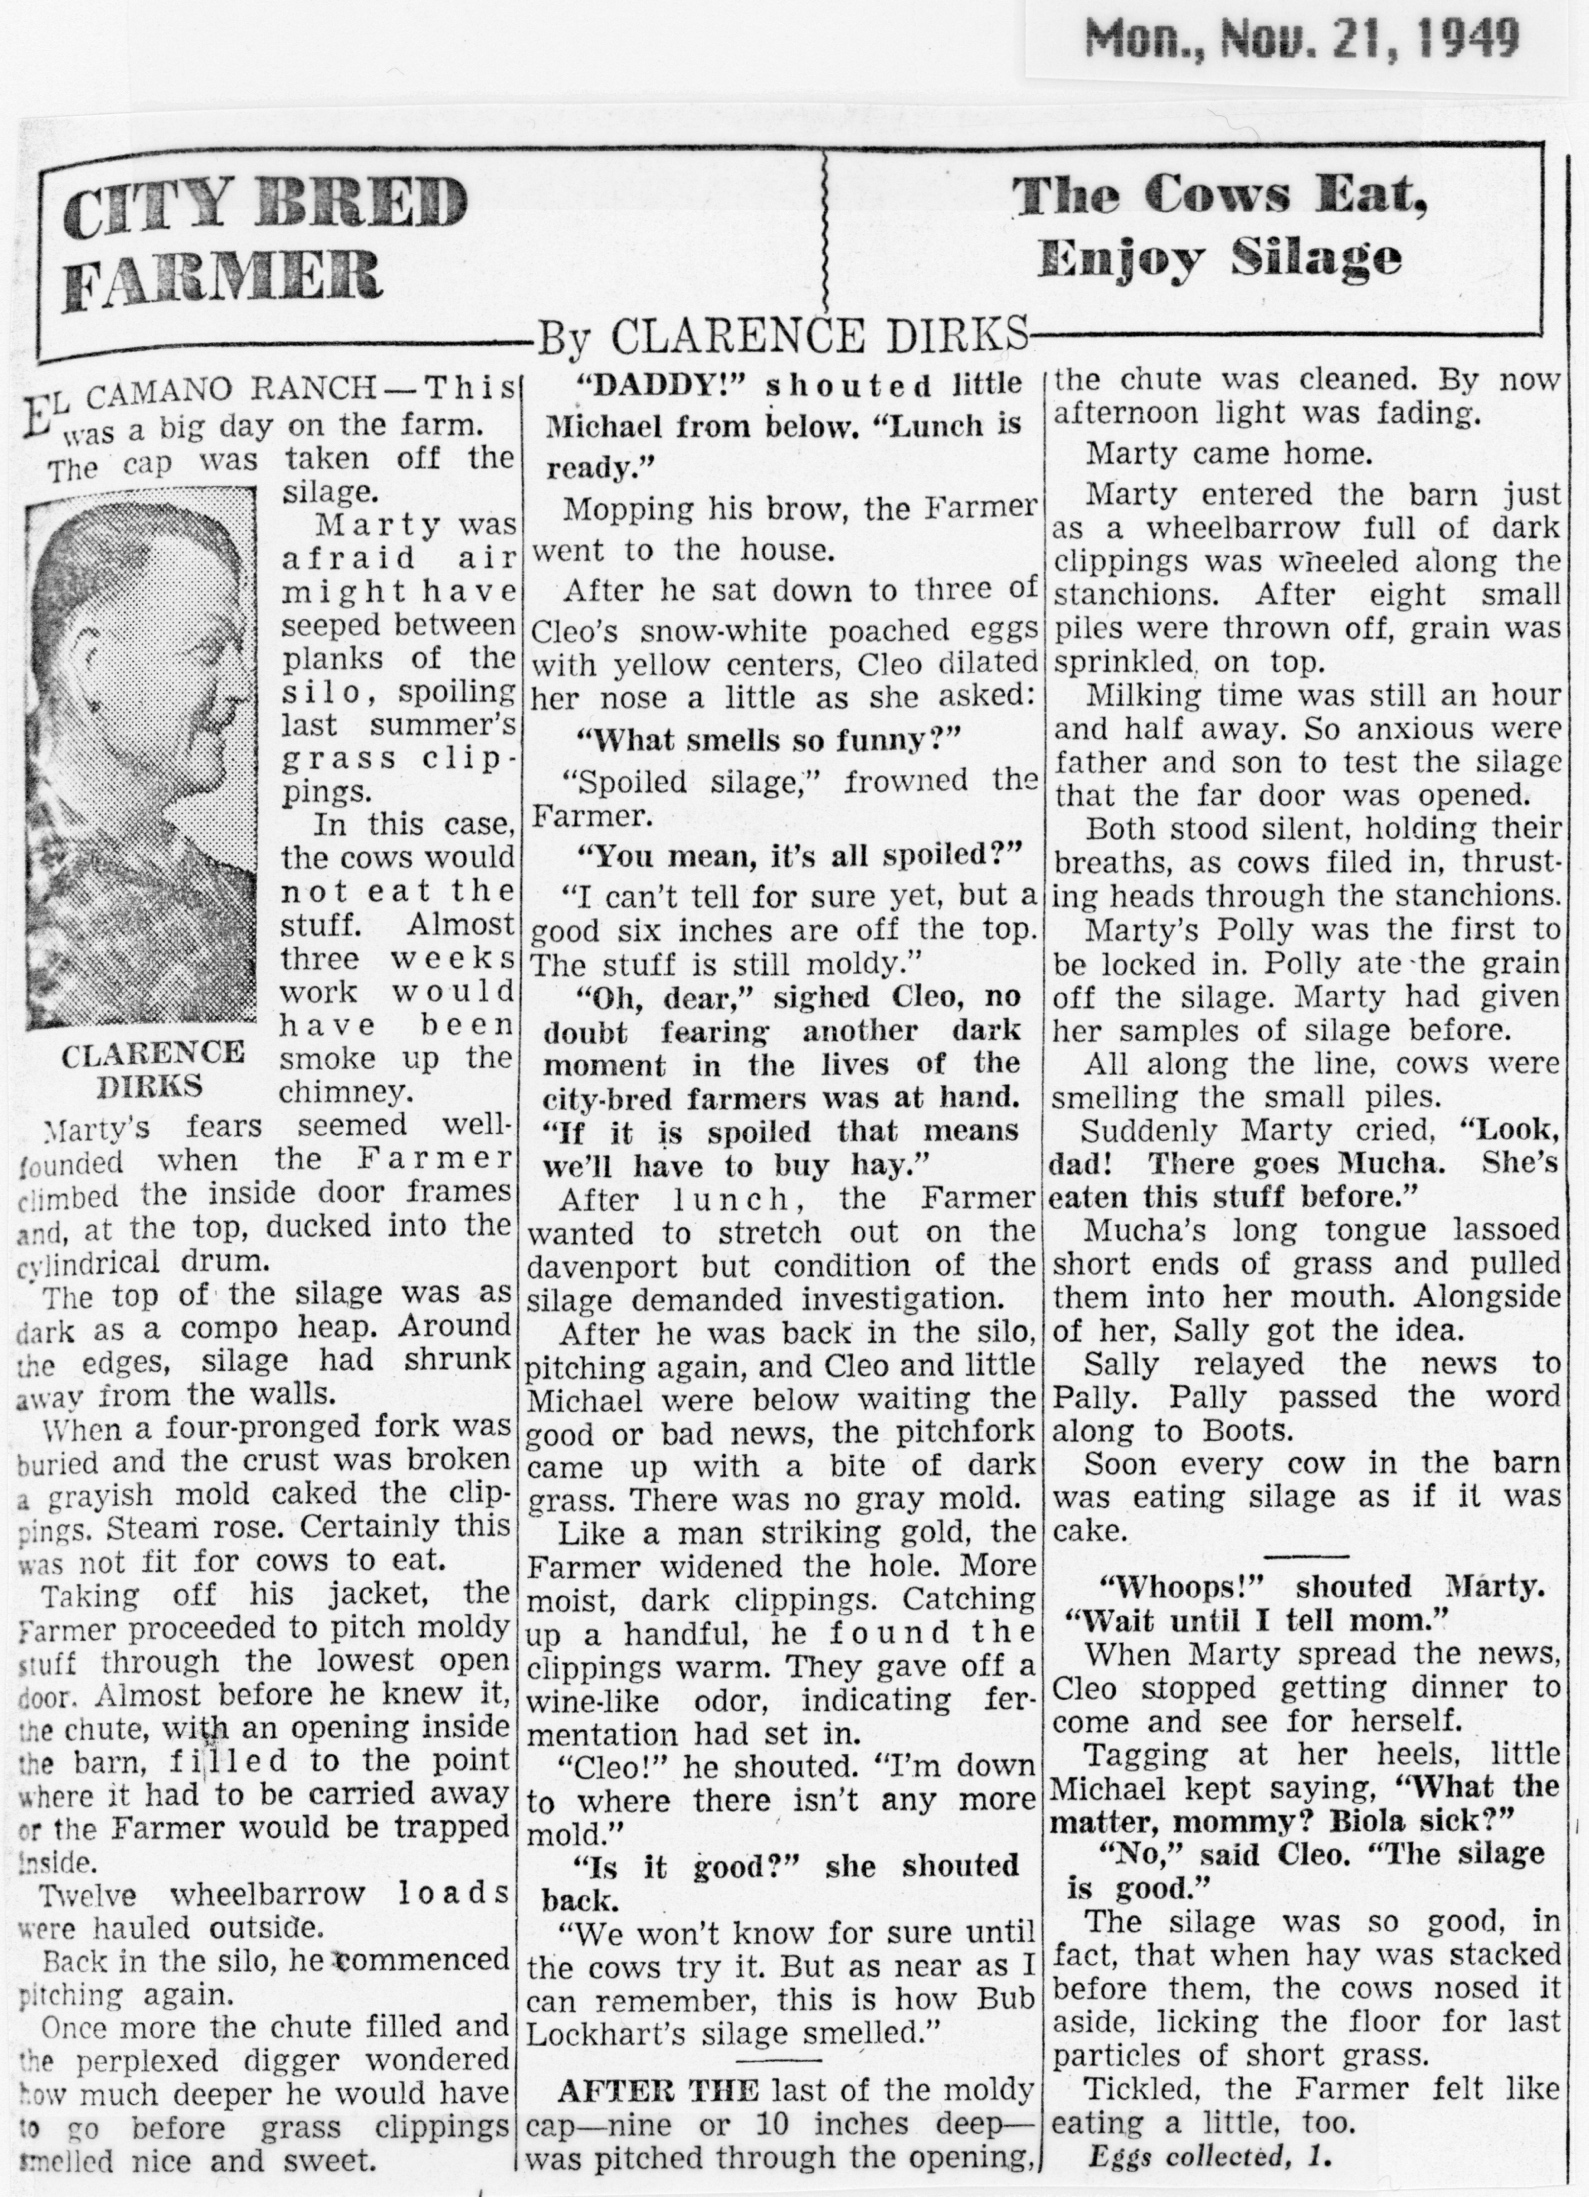 Mon., Nov. 21, 1949
CITY BRED
FARMER
The Cows Eat,
Enjoy Silage
By CLARENCE DIRKS
EL CAMANO RANCH—This
was a big day on the farm.
The cap was taken off the
silage.
Marty was
afraid air
might have
seeped between
planks of the
silo, spoiling
last summer's
grass clip-
pings.
In this case,
the cows would
not eat the
stuff. Almost
three weeks
work would
have been
smoke up the
chimney.
CLARENCE
DIRKS
Marty's fears seemed well-
founded when the Farmer
climbed the inside door frames
and, at the top, ducked into the
cylindrical drum.
The top of the silage was as
dark as a compo heap. Around
the edges, silage had shrunk
away from the walls.
When a four-pronged fork was
buried and the crust was broken
a grayish mold caked the clip-
pings. Steam rose. Certainly this
was not fit for cows to eat.
Taking off his jacket, the
Farmer proceeded to pitch moldy
stuff through the lowest open
door. Almost before he knew it,
the chute, with an opening inside
the barn, filled to the point
where it had to be carried away
or the Farmer would be trapped
inside.
Twelve wheelbarrow loads
were hauled outside.
Back in the silo, he commenced
pitching again.
Once more the chute filled and
the perplexed digger wondered
how much deeper he would have
to go before grass clippings
smelled nice and sweet.
"DADDY!" shouted little
Michael from below. "Lunch is
ready."
Mopping his brow, the Farmer
went to the house.
After he sat down to three of
Cleo's snow-white poached eggs
with yellow centers, Cleo dilated
her nose a little as she asked:
"What smells so funny?"
"Spoiled silage," frowned the
Farmer.
"You mean, it's all spoiled?"
"I can't tell for sure yet, but a
good six inches are off the top.
The stuff is still moldy."
"Oh, dear," sighed Cleo, no
doubt fearing another dark
moment in the lives of the
city-bred farmers was at hand.
"If it is spoiled that means
we'll have to buy hay."
After lunch, the Farmer
wanted to stretch out on the
davenport but condition of the
silage demanded investigation.
After he was back in the silo,
pitching again, and Cleo and little
Michael were below waiting the
good or bad news, the pitchfork
came up with a bite of dark
grass. There was no gray mold.
Like a man striking gold, the
Farmer widened the hole. More
moist, dark clippings. Catching
up a handful, he found the
clippings warm. They gave off a
wine-like odor, indicating fer-
mentation had set in.
"Cleo!" he shouted. "I'm down
to where there isn't any more
mold."
"Is it good?" she shouted
back.
"We won't know for sure until
the cows try it. But as near as I
can remember, this is how Bub
Lockhart's silage smelled."
AFTER THE last of the moldy
cap—nine or 10 inches deep—
was pitched through the opening,
the chute was cleaned. By now
afternoon light was fading.
Marty came home.
Marty entered the barn just
as a wheelbarrow full of dark
clippings was wheeled along the
stanchions. After eight small
piles were thrown off, grain was
sprinkled, on top.
Milking time was still an hour
and half away. So anxious were
father and son to test the silage
that the far door was opened.
Both stood silent, holding their
breaths, as cows filed in, thrust-
ing heads through the stanchions.
Marty's Polly was the first to
be locked in. Polly ate the grain
off the silage. Marty had given
her samples of silage before.
All along the line, cows were
smelling the small piles.
Suddenly Marty cried, "Look,
dad! There goes Mucha. She's
eaten this stuff before."
Mucha's long tongue lassoed
short ends of grass and pulled
them into her mouth. Alongside
of her, Sally got the idea.
Sally relayed the news to
Pally. Pally passed the word
along to Boots.
Soon every cow in the barn
was eating silage as if it was
cake.
"Whoops!" shouted Marty.
"Wait until I tell mom."
When Marty spread the news,
Cleo stopped getting dinner to
come and see for herself.
Tagging at her heels, little
Michael kept saying, "What the
matter, mommy? Biola sick?"
"No," said Cleo. "The silage
is good."
The silage was so good, in
fact, that when hay was stacked
before them, the cows nosed it
aside, licking the floor for last
particles of short grass.
Tickled, the Farmer felt like
eating a little, too.
Eggs collected, 1.